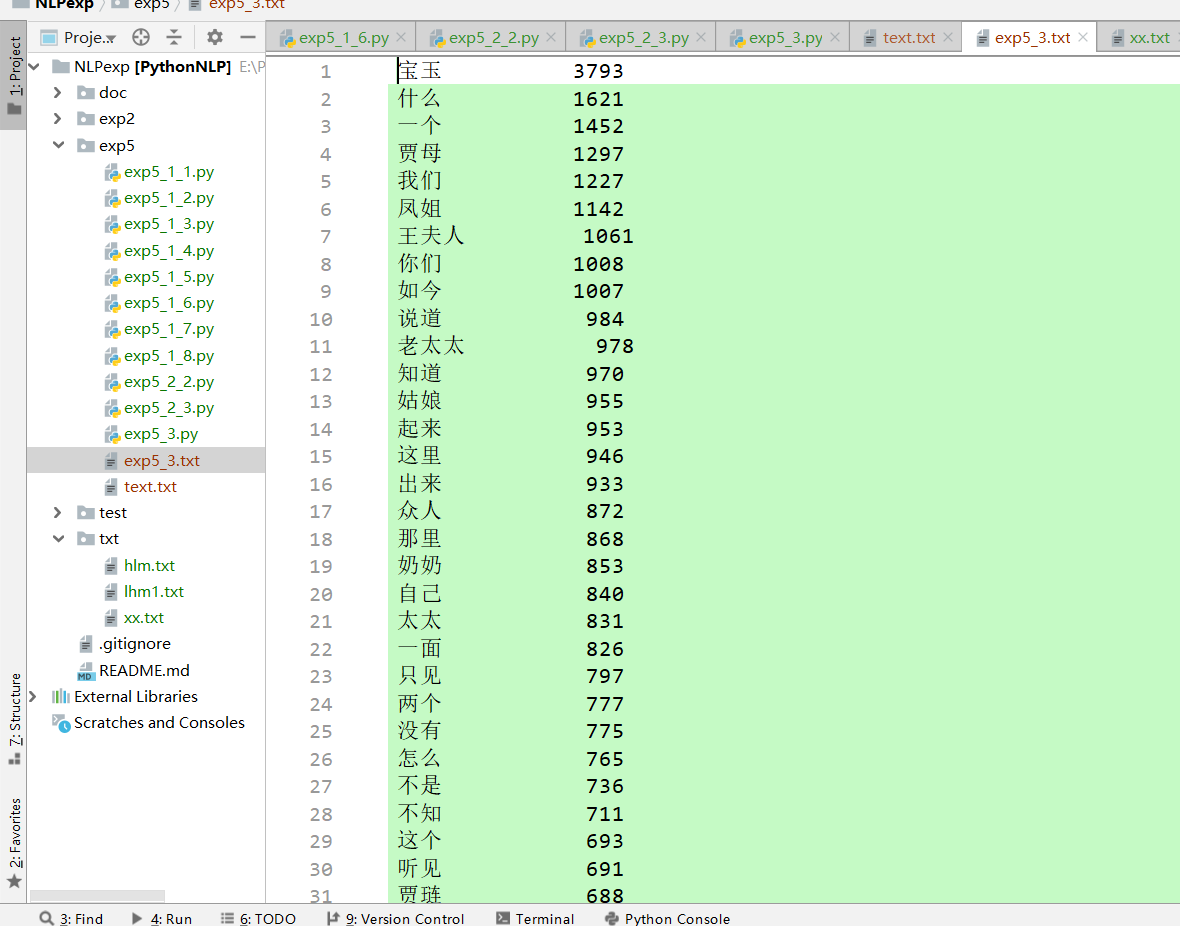 NLPexp exp5 exp5_3.txt
Proje..
exp5_1_6.py exp5_2_2.py exp5_2_3.py exp5_3.py text.txt exp5_3.txt xx.txt
1: Project
NLPexp [PythonNLP] E:\P
doc
exp2
exp5
exp5_1_1.py
exp5_1_2.py
exp5_1_3.py
exp5_1_4.py
exp5_1_5.py
exp5_1_6.py
exp5_1_7.py
exp5_1_8.py
exp5_2_2.py
exp5_2_3.py
exp5_3.py
exp5_3.txt
text.txt
test
txt
hlm.txt
lhm1.txt
xx.txt
.gitignore
README.md
External Libraries
Scratches and Consoles
7: Structure
2: Favorites
1 宝玉 3793
2 什么 1621
3 一个 1452
4 贾母 1297
5 我们 1227
6 凤姐 1142
7 王夫人 1061
8 你们 1008
9 如今 1007
10 说道 984
11 老太太 978
12 知道 970
13 姑娘 955
14 起来 953
15 这里 946
16 出来 933
17 众人 872
18 那里 868
19 奶奶 853
20 自己 840
21 太太 831
22 一面 826
23 只见 797
24 两个 777
25 没有 775
26 怎么 765
27 不是 736
28 不知 711
29 这个 693
30 听见 691
31 贾琏 688
3: Find 4: Run 6: TODO 9: Version Control Terminal Python Console